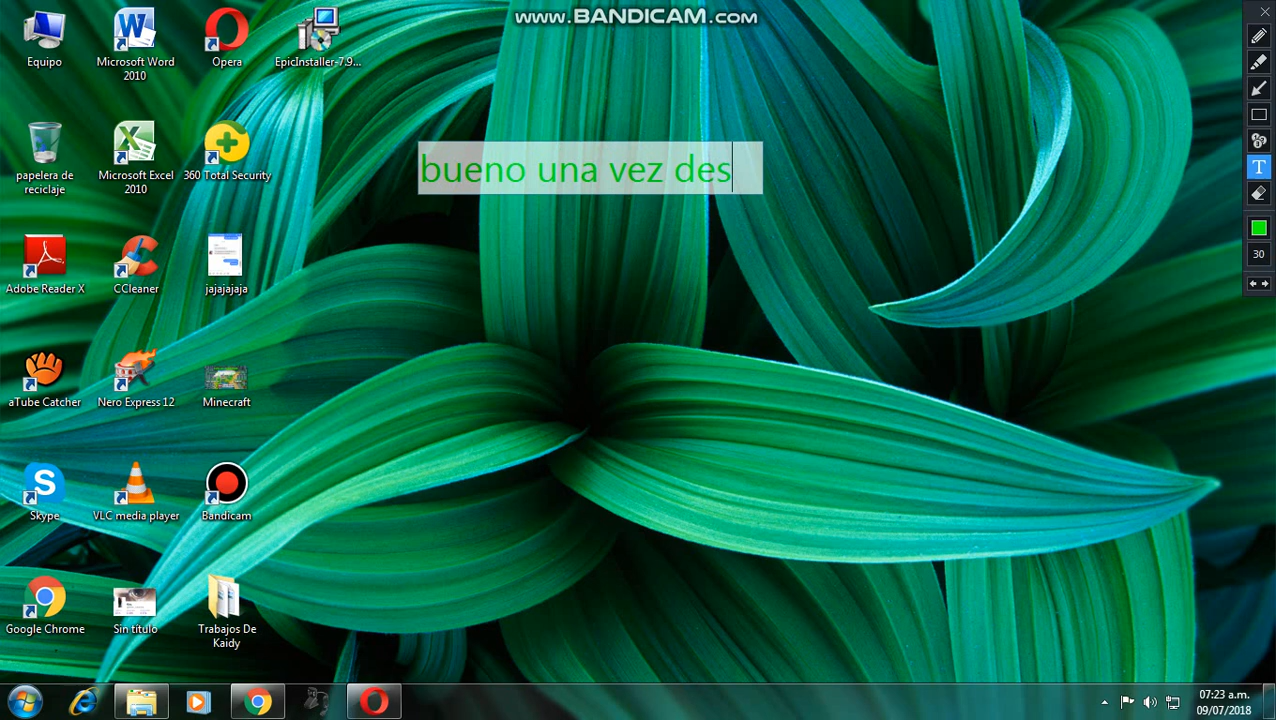 www.BANDICAM.com
Equipo
Microsoft Word
2010
Opera
EpicInstaller-7.9...
bueno una vez des
papelera de
reciclaje
Microsoft Excel
2010
360 Total Security
T
30
Adobe Reader X
CCleaner
jajajajaja
aTube Catcher
Nero Express 12
Minecraft
Skype
VLC media player
Bandicam
Google Chrome
Sin título
Trabajos De
Kaidy
07:23 a.m.
09/07/2018